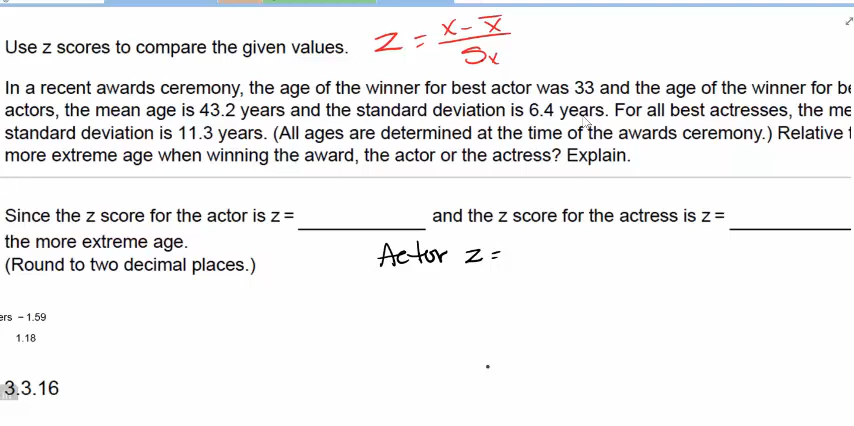 Use z scores to compare the given values. z = x - x̅ / Sx
In a recent awards ceremony, the age of the winner for best actor was 33 and the age of the winner for be
actors, the mean age is 43.2 years and the standard deviation is 6.4 years. For all best actresses, the me
standard deviation is 11.3 years. (All ages are determined at the time of the awards ceremony.) Relative
more extreme age when winning the award, the actor or the actress? Explain.
Since the z score for the actor is z = ________ and the z score for the actress is z = ________
the more extreme age.
(Round to two decimal places.) Actor z =
ers -1.59
1.18
3.3.16